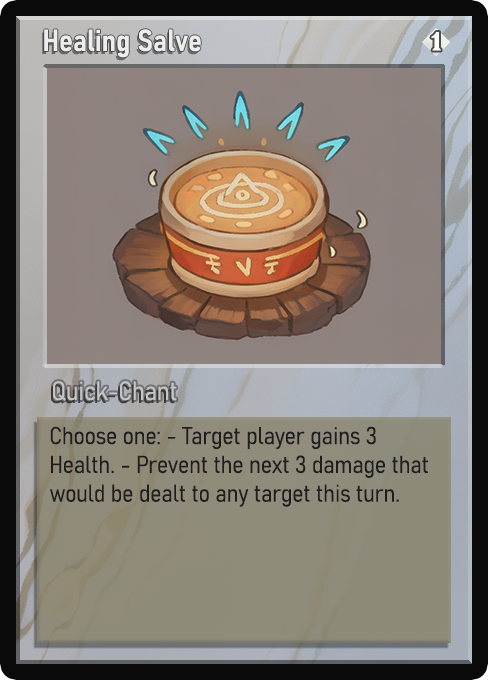 Healing Salve
1
Quick-Chant
Choose one: - Target player gains 3
Health. - Prevent the next 3 damage that
would be dealt to any target this turn.